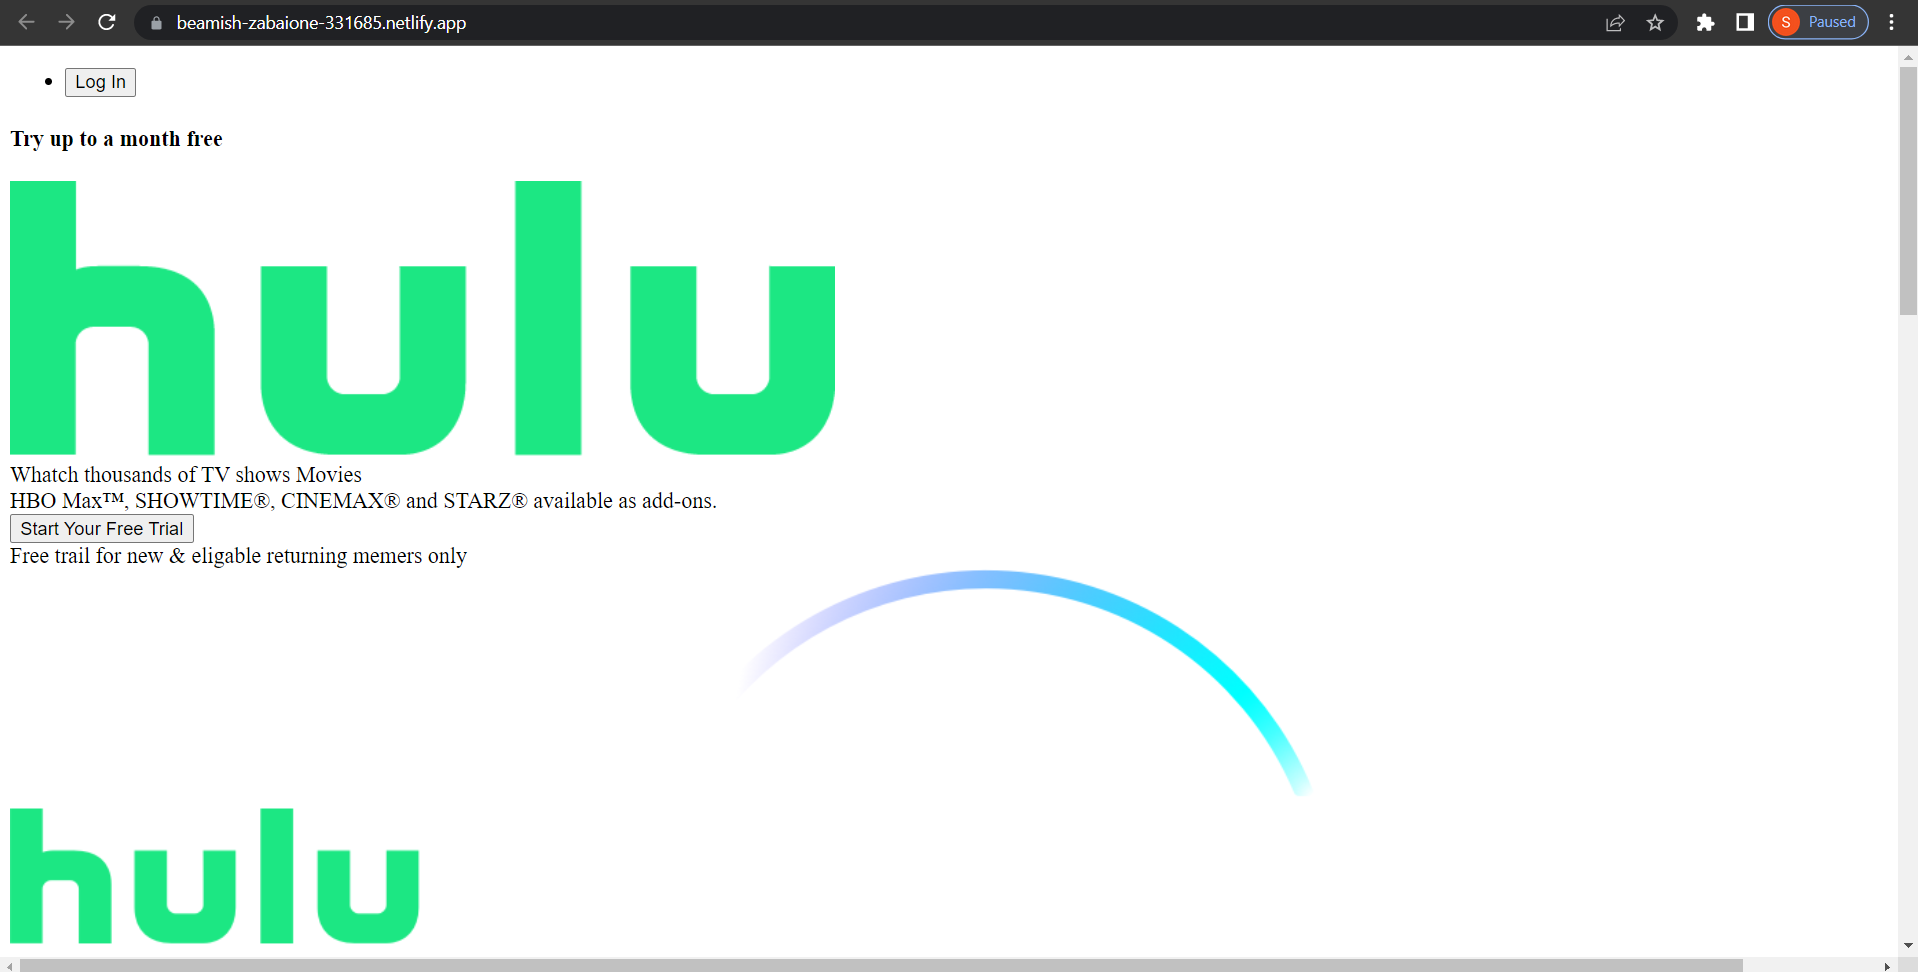 beamish-zabaione-331685.netlify.app
S Paused
Log In
Try up to a month free
hulu
Whatch thousands of TV shows Movies
HBO Max™, SHOWTIME®, CINEMAX® and STARZ® available as add-ons.
Start Your Free Trial
Free trail for new & eligable returning memers only
hulu